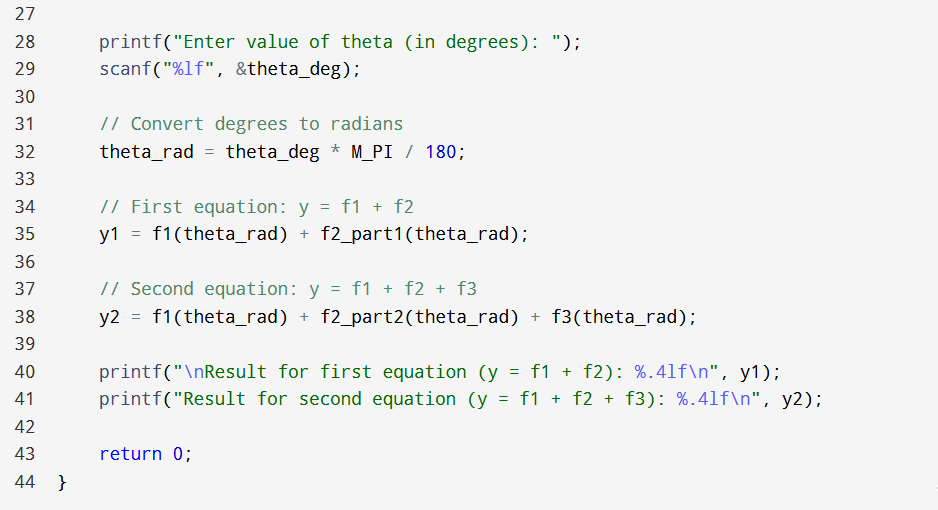 27
28 printf("Enter value of theta (in degrees): ");
29 scanf("%lf", &theta_deg);
30
31 // Convert degrees to radians
32 theta_rad = theta_deg * M_PI / 180;
33
34 // First equation: y = f1 + f2
35 y1 = f1(theta_rad) + f2_part1(theta_rad);
36
37 // Second equation: y = f1 + f2 + f3
38 y2 = f1(theta_rad) + f2_part2(theta_rad) + f3(theta_rad);
39
40 printf("\nResult for first equation (y = f1 + f2): %.4lf\n", y1);
41 printf("Result for second equation (y = f1 + f2 + f3): %.4lf\n", y2);
42
43 return 0;
44 }